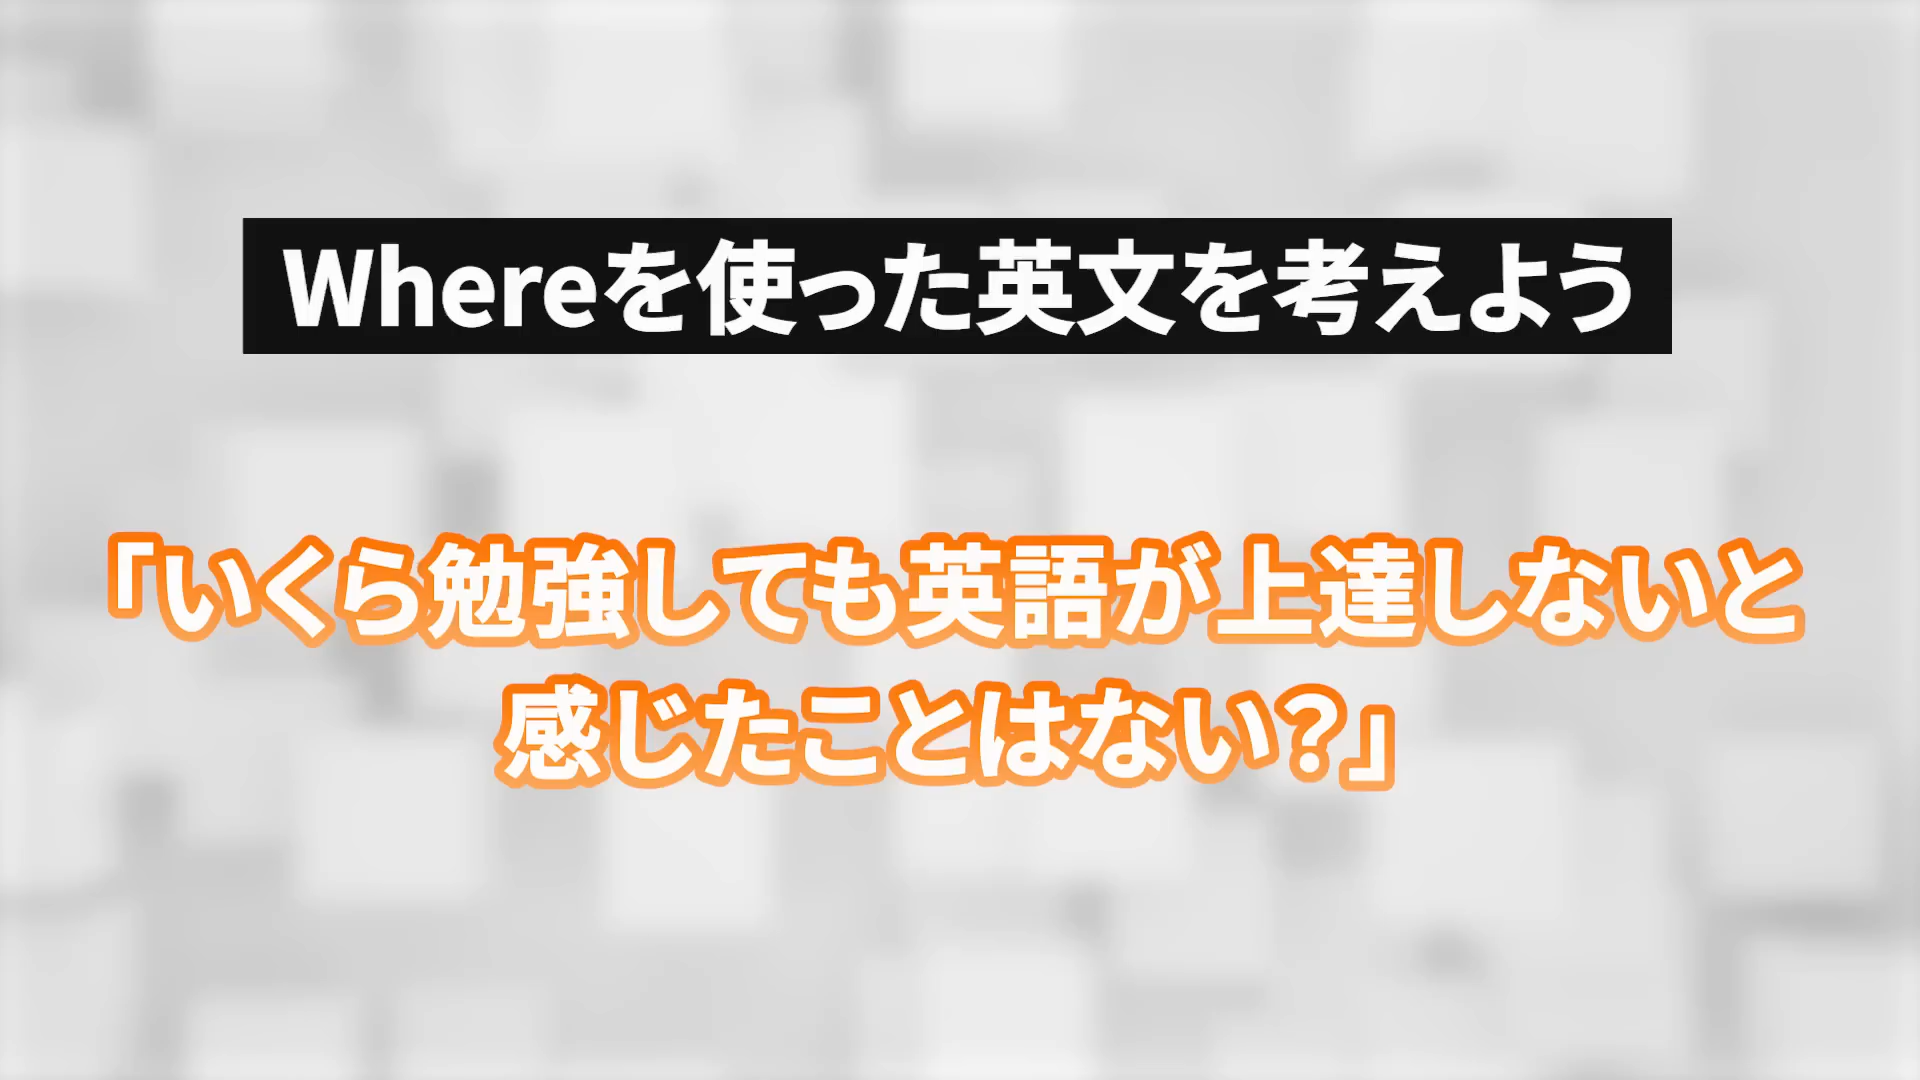 Whereを使った英文を考えよう
「いくら勉強しても英語が上達しないと
感じたことはない?」